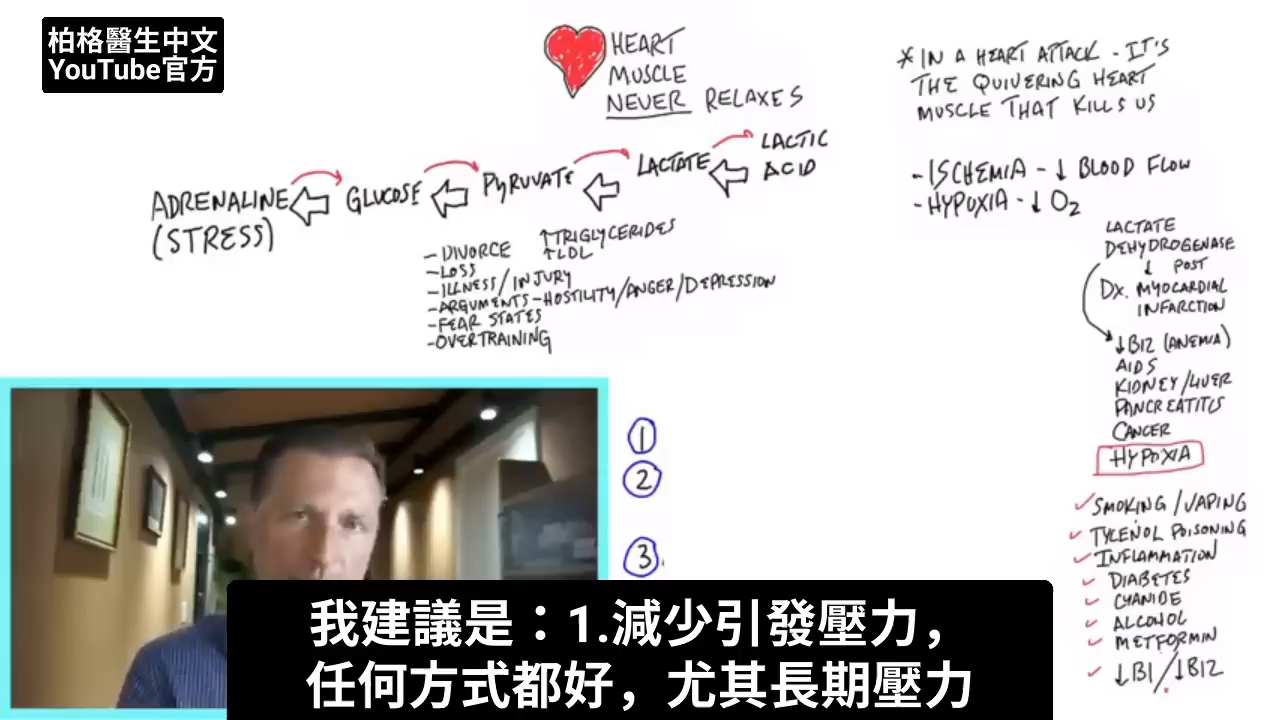 柏格醫生中文
YouTube官方
HEART
MUSCLE
NEVER RELAXES
* IN A HEART ATTACK - IT'S
THE QUIVERING HEART
MUSCLE THAT KILLS US
ADRENALINE
(STRESS)
GLUCOSE
PYRUVATE
LACTATE
LACTIC
ACID
- ISCHEMIA - ↓ BLOOD FLOW
- HYPOXIA - ↓ O2
- DIVORCE
- LOSS
- ILLNESS/INJURY
- ARGUMENTS - HOSTILITY/ANGER/DEPRESSION
- FEAR STATES
- OVERTRAINING
↑TRIGLYCERIDES
↑LDL
LACTATE
DEHYDROGENASE
↓ POST
DX. MYOCARDIAL
INFARCTION
↓B12 (ANEMIA)
AIDS
KIDNEY/LIVER
PANCREATITIS
CANCER
HYPOXIA
✓SMOKING/VAPING
✓TYLENOL POISONING
✓INFLAMMATION
✓DIABETES
✓CYANIDE
✓ALCOHOL
✓METFORMIN
✓↓B1/↓B12
1
2
3.
我建議是：1.減少引發壓力，
任何方式都好，尤其長期壓力